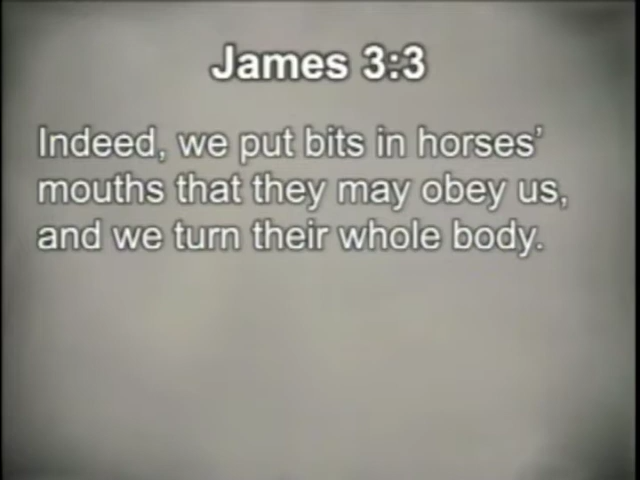 James 3:3
Indeed, we put bits in horses’
mouths that they may obey us,
and we turn their whole body.